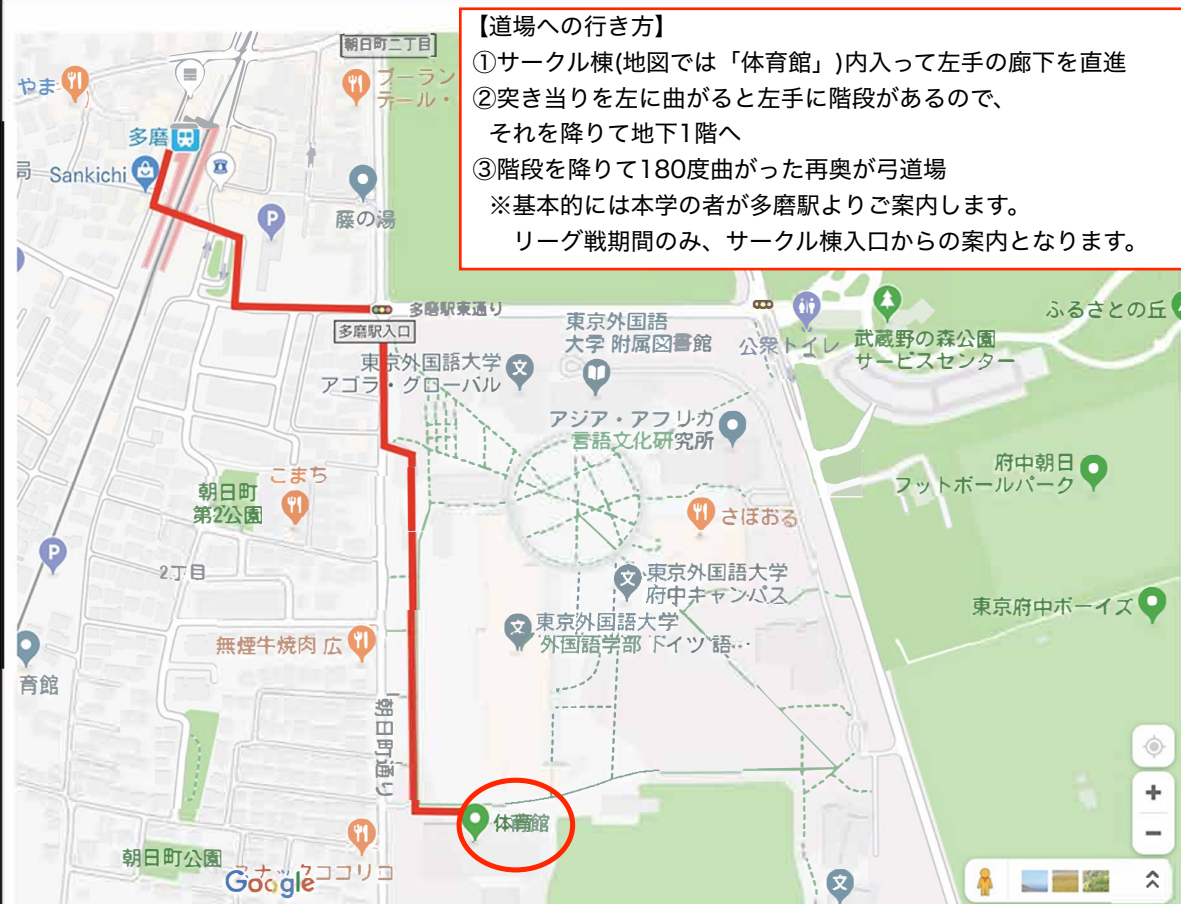 【道場への行き方】
①サークル棟(地図では「体育館」)内入って左手の廊下を直進
②突き当りを左に曲がると左手に階段があるので、
それを降りて地下1階へ
③階段を降りて180度曲がった再奥が弓道場
※基本的には本学の者が多磨駅よりご案内します。
リーグ戦期間のみ、サークル棟入口からの案内となります。
朝日町二丁目
やま
プーラン
テール・
多磨
局
Sankichi
P
藤の湯
多磨駅東通り
多磨駅入口
東京外国語
大学 附属図書館
公衆トイレ
武蔵野の森公園
サービスセンター
ふるさとの丘
東京外国語大学
アゴラ・グローバル
文
アジア・アフリカ
言語文化研究所
府中朝日
フットボールパーク
こまち
朝日町
第2公園
さぼおる
P
2丁目
文
東京外国語大学
府中キャンパス
東京府中ボーイズ
文
東京外国語大学
外国語学部 ドイツ語…
無煙牛焼肉 広
育館
朝日町通り
体育館
朝日町公園
スナックココリコ
Google
文